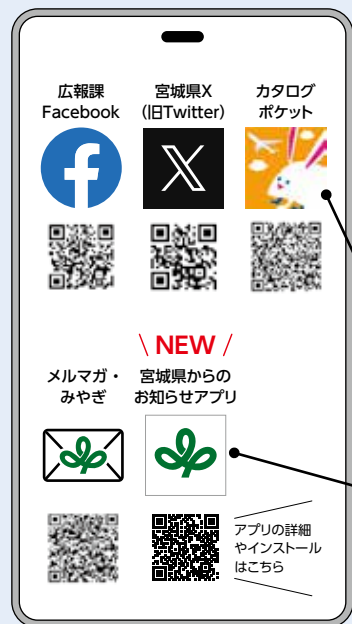 広報課
Facebook
宮城県X
(旧Twitter)
カタログ
ポケット
\ NEW /
メルマガ・
みやぎ
宮城県からの
お知らせアプリ
アプリの詳細
やインストール
はこちら